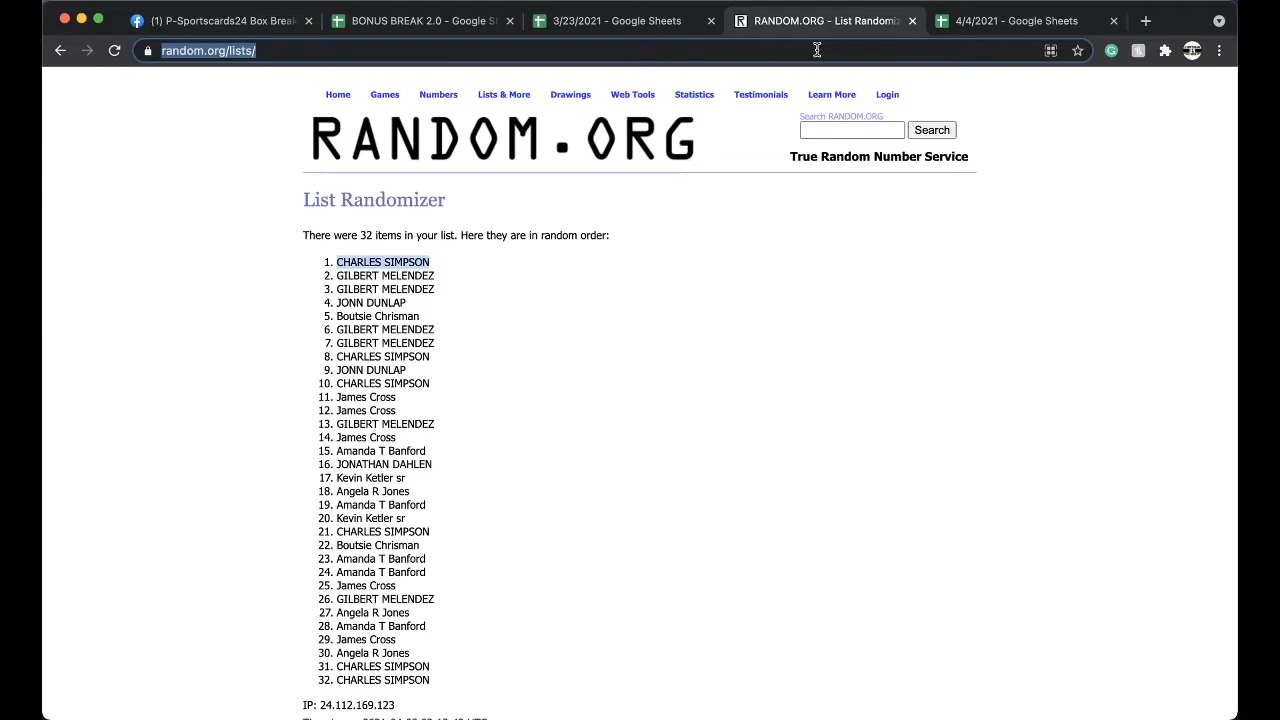 (1) P-Sportscards24 Box Break
BONUS BREAK 2.0 - Google Sh
3/23/2021 - Google Sheets
RANDOM.ORG - List Randomiz
4/4/2021 - Google Sheets
random.org/lists/
Home Games Numbers Lists & More Drawings Web Tools Statistics Testimonials Learn More Login
RANDOM.ORG
Search RANDOM.ORG
Search
True Random Number Service
List Randomizer
There were 32 items in your list. Here they are in random order:
1. CHARLES SIMPSON
2. GILBERT MELENDEZ
3. GILBERT MELENDEZ
4. JONN DUNLAP
5. Boutsie Chrisman
6. GILBERT MELENDEZ
7. GILBERT MELENDEZ
8. CHARLES SIMPSON
9. JONN DUNLAP
10. CHARLES SIMPSON
11. James Cross
12. James Cross
13. GILBERT MELENDEZ
14. James Cross
15. Amanda T Banford
16. JONATHAN DAHLEN
17. Kevin Ketler sr
18. Angela R Jones
19. Amanda T Banford
20. Kevin Ketler sr
21. CHARLES SIMPSON
22. Boutsie Chrisman
23. Amanda T Banford
24. Amanda T Banford
25. James Cross
26. GILBERT MELENDEZ
27. Angela R Jones
28. Amanda T Banford
29. James Cross
30. Angela R Jones
31. CHARLES SIMPSON
32. CHARLES SIMPSON
IP: 24.112.169.123